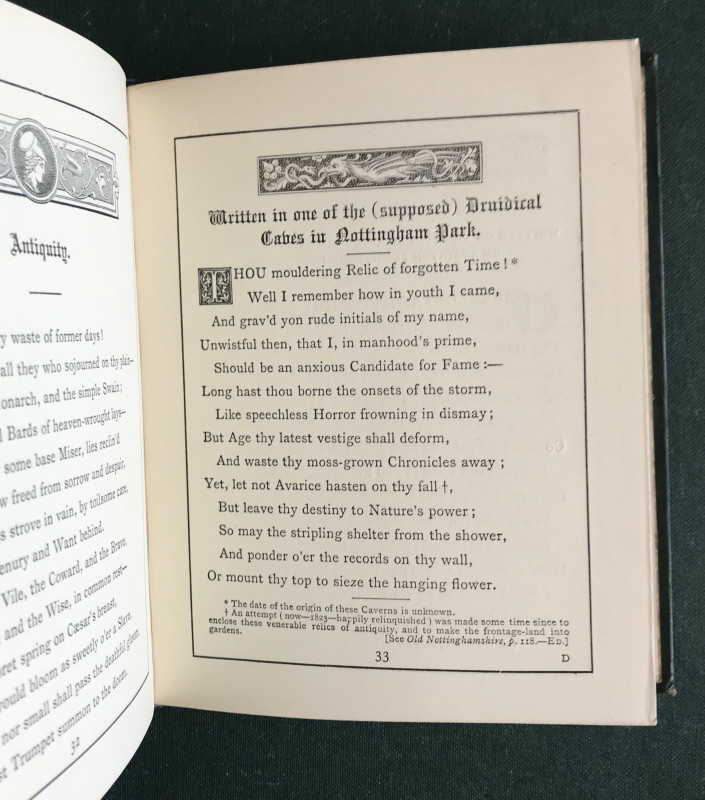 Antiquity.
waste of former days!
all they who sojourned on thy plain—
and the simple Swain;
Bards of heaven-wrought lays—
some base Miser, lies reclin'd
freed from sorrow and despair,
strove in vain, by toilsome care,
and Want behind.
Vile, the Coward, and the Brave,
and the Wise, in common rest—
spring on Cæsar's breast,
bloom as sweetly o'er a Slave.
nor small shall pass the deathful gloom
Trumpet summon to the doom.
32
Written in one of the (supposed) Druidical
Caves in Nottingham Park.
THOU mouldering Relic of forgotten Time!*
Well I remember how in youth I came,
And grav'd yon rude initials of my name,
Unwistful then, that I, in manhood's prime,
Should be an anxious Candidate for Fame:—
Long hast thou borne the onsets of the storm,
Like speechless Horror frowning in dismay;
But Age thy latest vestige shall deform,
And waste thy moss-grown Chronicles away;
Yet, let not Avarice hasten on thy fall †,
But leave thy destiny to Nature's power;
So may the stripling shelter from the shower,
And ponder o'er the records on thy wall,
Or mount thy top to sieze the hanging flower.
* The date of the origin of these Caverns is unknown.
† An attempt (now—1823—happily relinquished) was made some time since to
enclose these venerable relics of antiquity, and to make the frontage-land into
gardens.
[See Old Nottinghamshire, p. 118.—ED.]
33
D